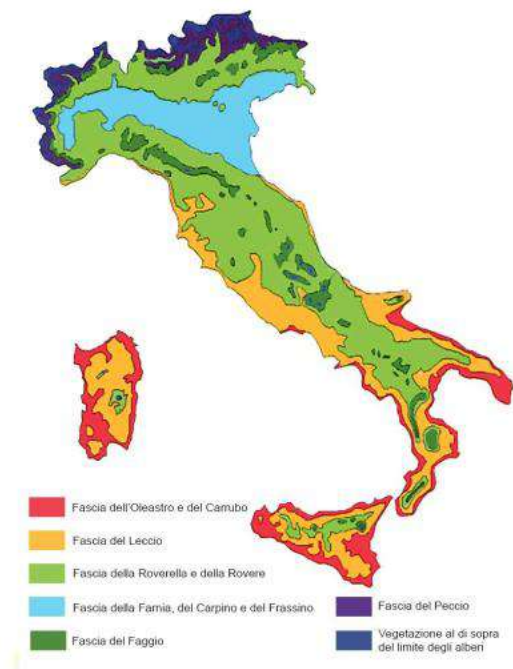 Fascia dell'Oleastro e del Carrubo
Fascia del Leccio
Fascia della Roverella e della Rovere
Fascia della Farnia, del Carpino e del Frassino
Fascia del Faggio
Fascia del Peccio
Vegetazione al di sopra
del limite degli alberi